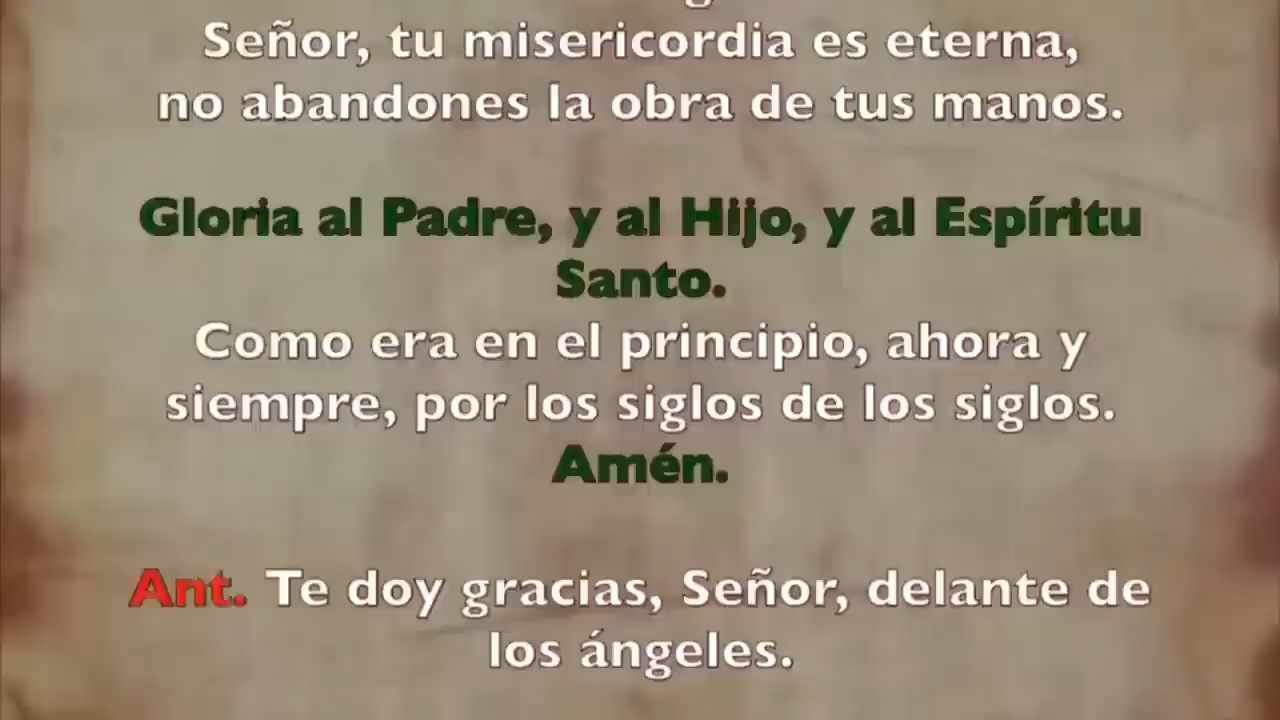 Señor, tu misericordia es eterna,
no abandones la obra de tus manos.
Gloria al Padre, y al Hijo, y al Espíritu
Santo.
Como era en el principio, ahora y
siempre, por los siglos de los siglos.
Amén.
Ant. Te doy gracias, Señor, delante de
los ángeles.